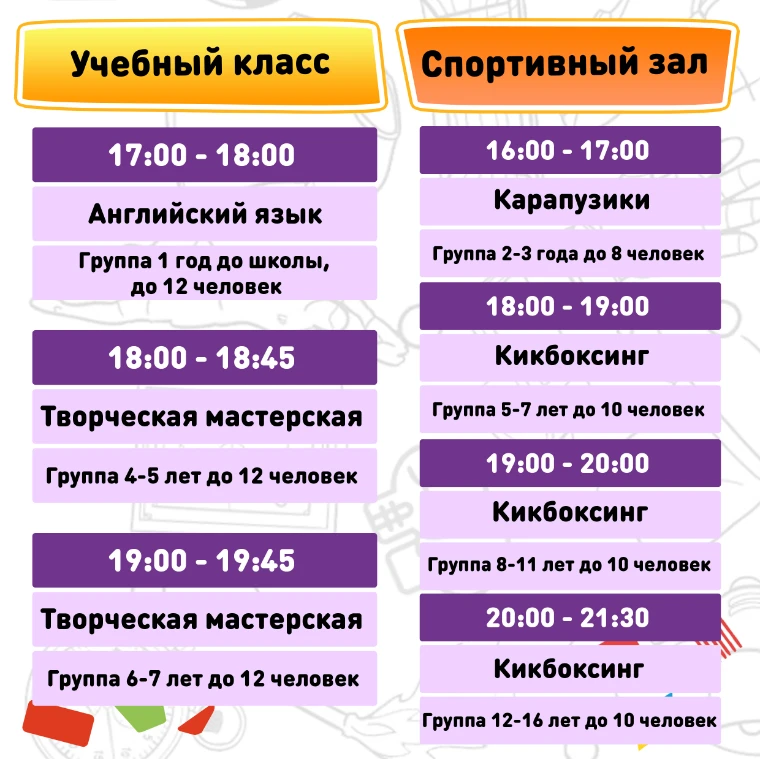 Учебный класс
17:00 - 18:00
Английский язык
Группа 1 год до школы,
до 12 человек
18:00 - 18:45
Творческая мастерская
Группа 4-5 лет до 12 человек
19:00 - 19:45
Творческая мастерская
Группа 6-7 лет до 12 человек
Спортивный зал
16:00 - 17:00
Карапузики
Группа 2-3 года до 8 человек
18:00 - 19:00
Кикбоксинг
Группа 5-7 лет до 10 человек
19:00 - 20:00
Кикбоксинг
Группа 8-11 лет до 10 человек
20:00 - 21:30
Кикбоксинг
Группа 12-16 лет до 10 человек